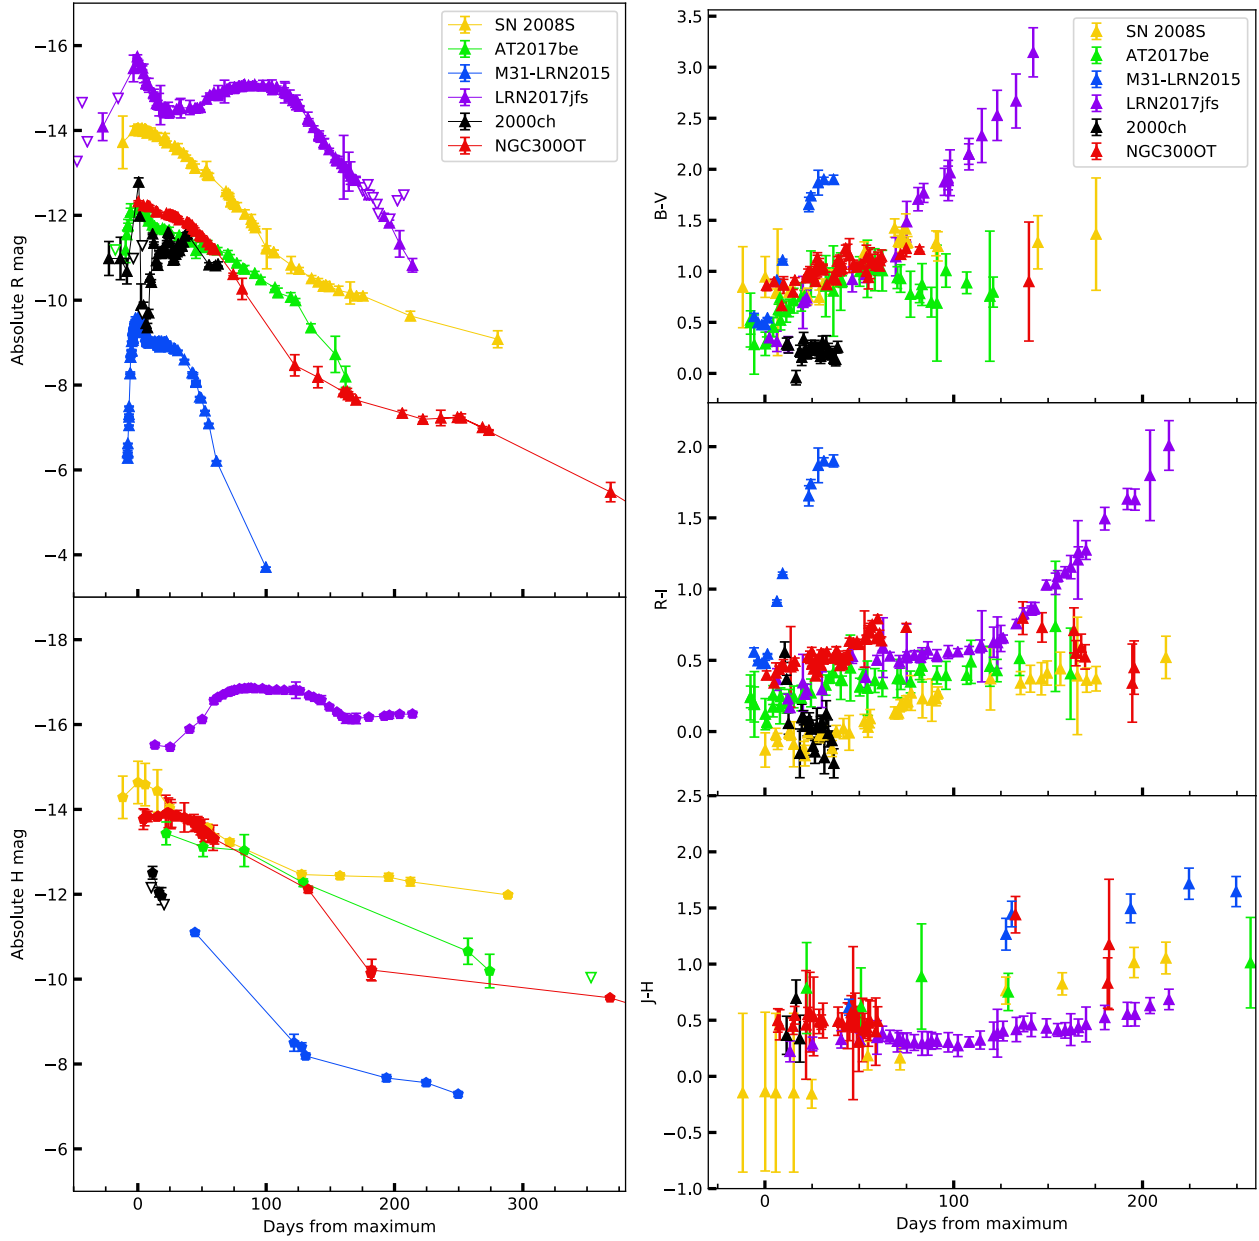 −16
−14
−12
−10
−8
−6
−4
Absolute R mag
SN 2008S
AT2017be
M31-LRN2015
LRN2017jfs
2000ch
NGC300OT
−18
−16
−14
−12
−10
−8
−6
Absolute H mag
0
100
200
300
Days from maximum
3.5
3.0
2.5
2.0
1.5
1.0
0.5
0.0
B-V
SN 2008S
AT2017be
M31-LRN2015
LRN2017jfs
2000ch
NGC300OT
2.0
1.5
1.0
0.5
0.0
R-I
2.5
2.0
1.5
1.0
0.5
0.0
−0.5
−1.0
J-H
0
100
200
Days from maximum